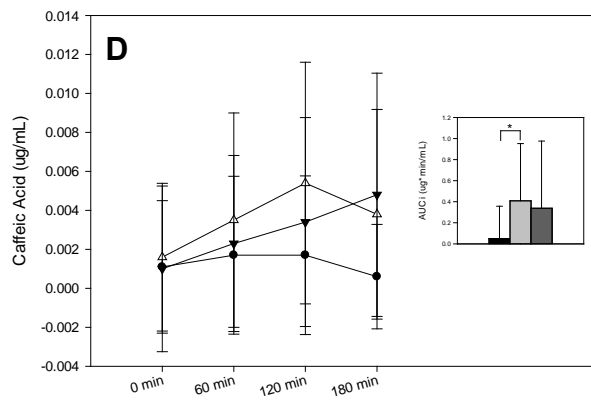 D
Caffeic Acid (ug/mL)
0.014
0.012
0.010
0.008
0.006
0.004
0.002
0.000
-0.002
-0.004
0 min
60 min
120 min
180 min
AUCi (ug* min/mL)
1.2
1.0
0.8
0.6
0.4
0.2
0.0
*